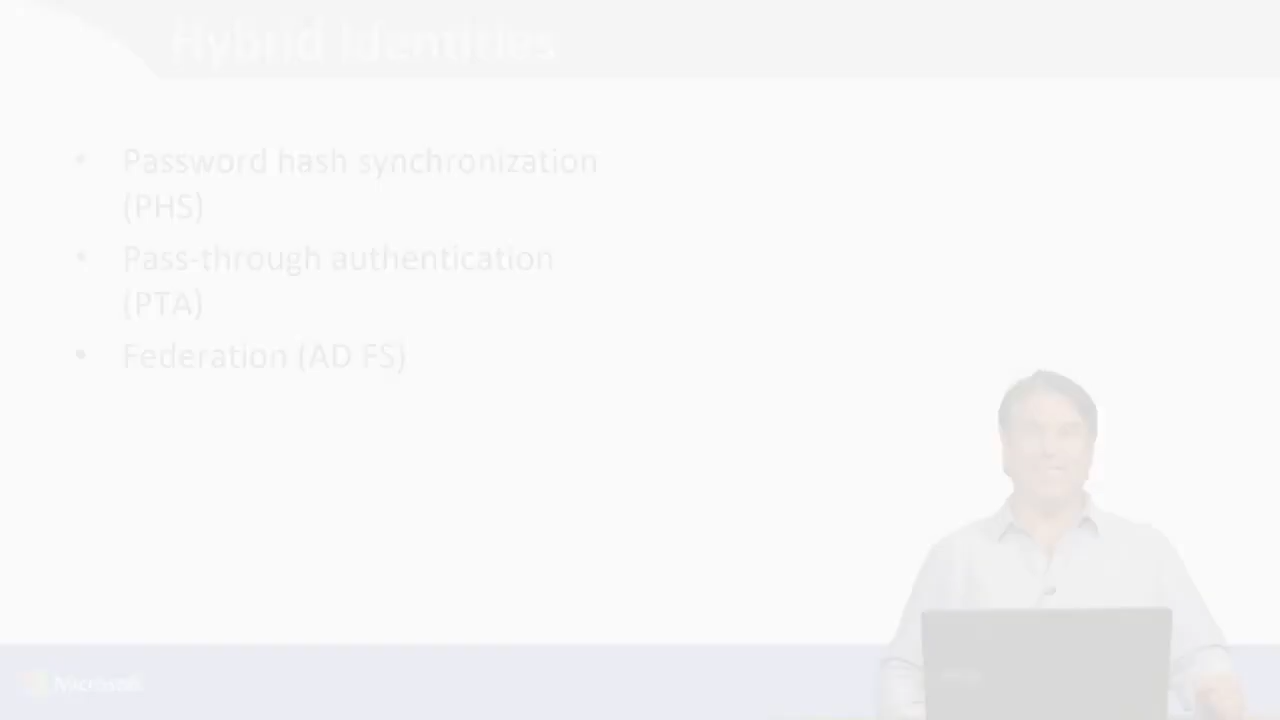 Hybrid Identities
• Password hash synchronization
(PHS)
• Pass-through authentication
(PTA)
• Federation (AD FS)
Microsoft